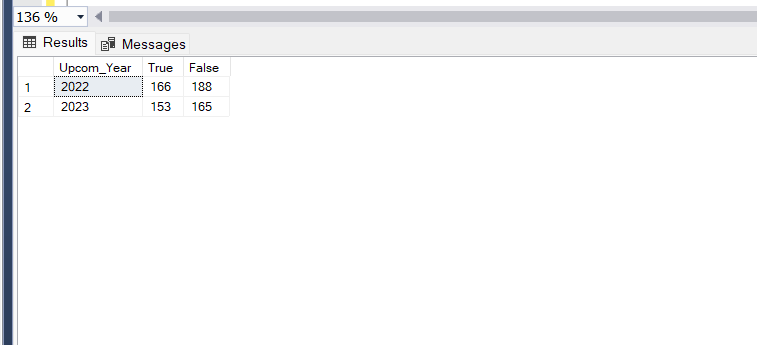 136 %
Results Messages
Upcom_Year True False
1 2022 166 188
2 2023 153 165